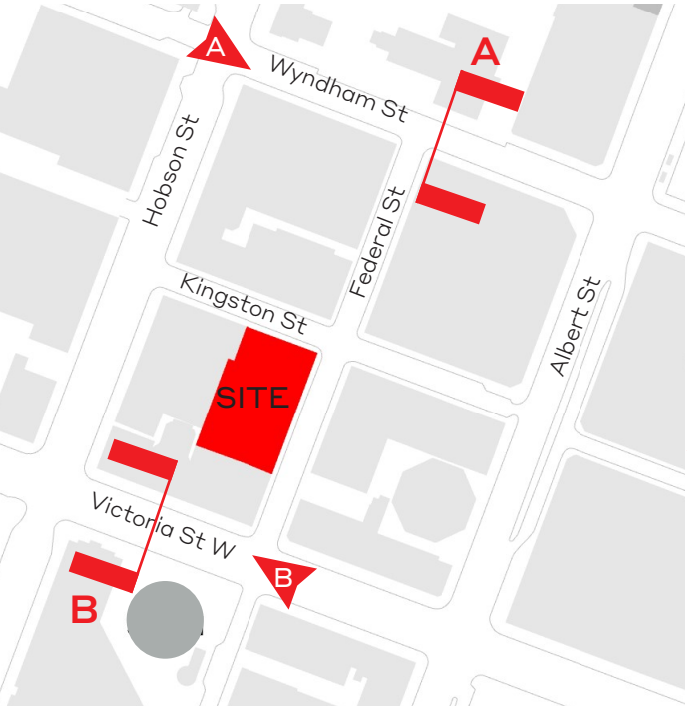 A
A
Wyndham St
Hobson St
Federal St
Kingston St
Albert St
SITE
Victoria St W
B
B